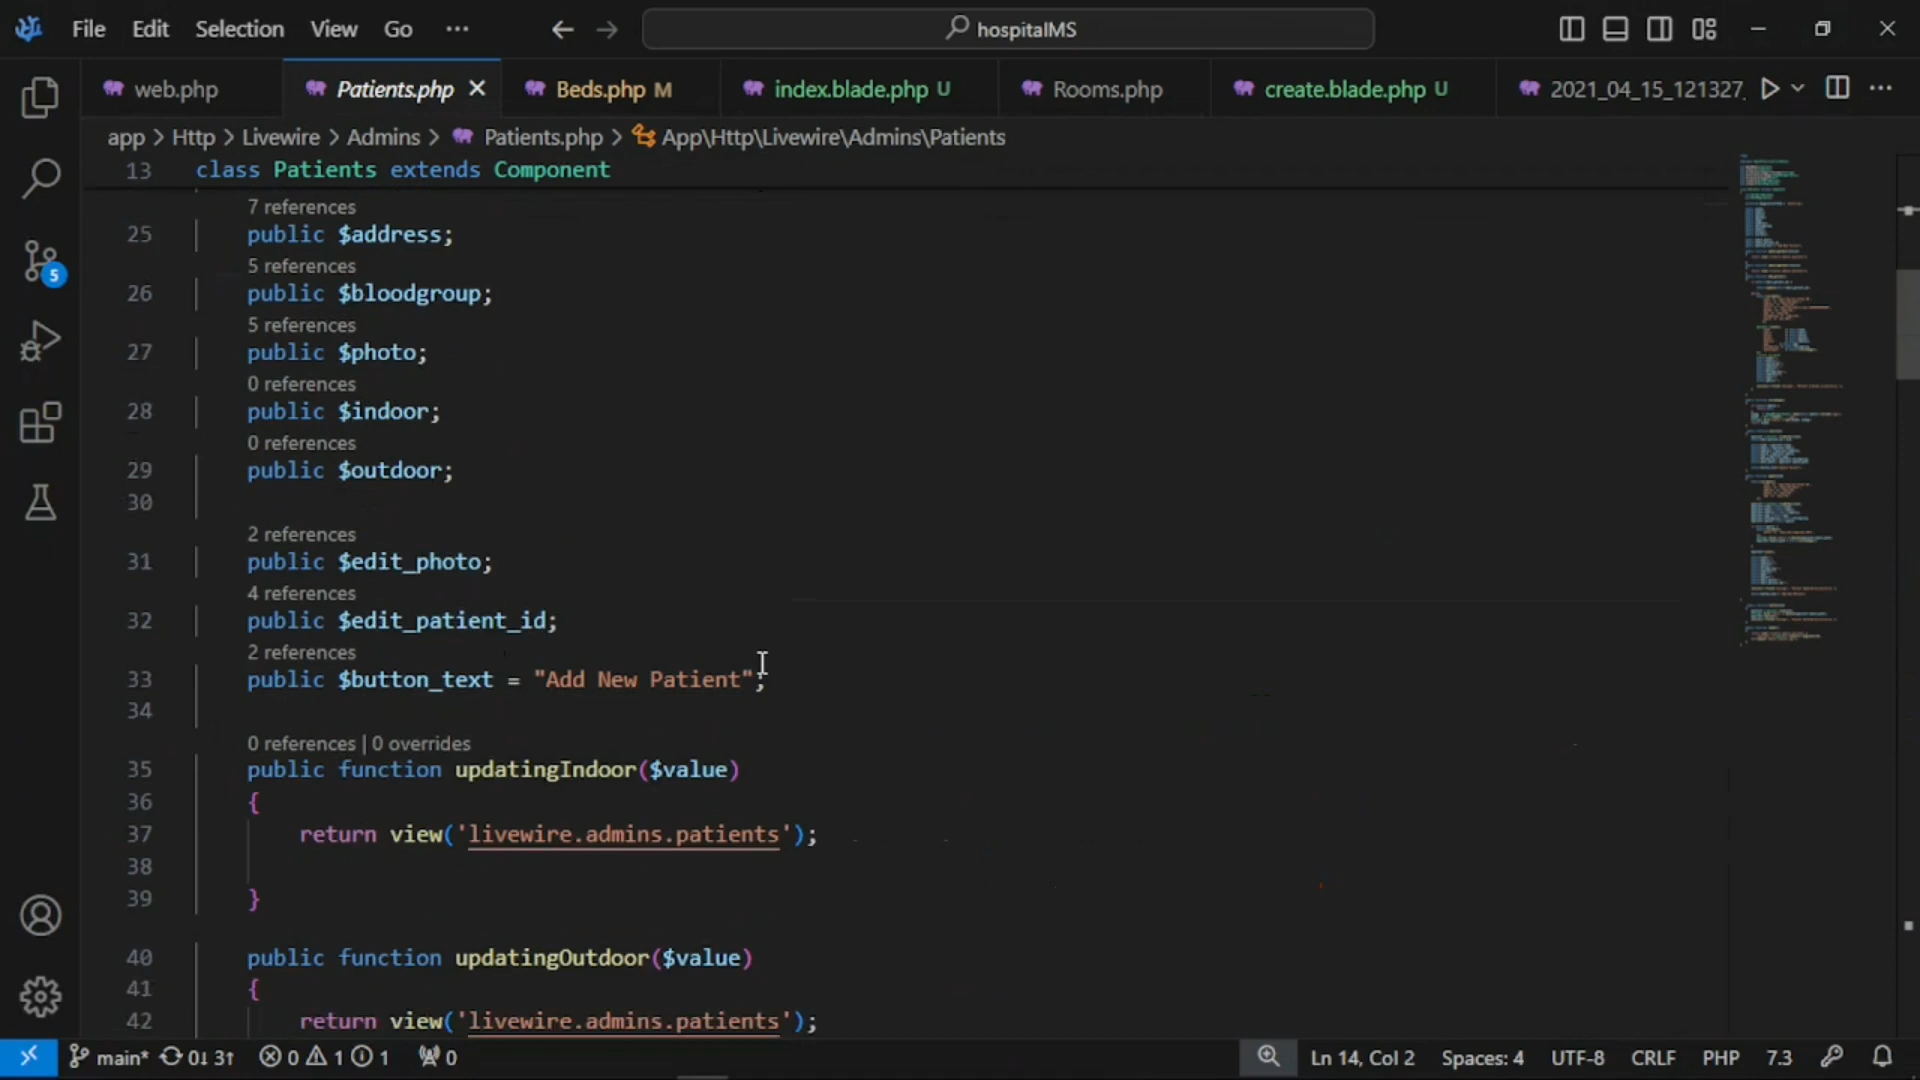 File Edit Selection View Go ··· hospitalMS
web.php Patients.php Beds.php M index.blade.php U Rooms.php create.blade.php U 2021_04_15_121327
app > Http > Livewire > Admins > Patients.php > App\Http\Livewire\Admins\Patients
13 class Patients extends Component
7 references
25 public $address;
5 references
26 public $bloodgroup;
5 references
27 public $photo;
0 references
28 public $indoor;
0 references
29 public $outdoor;
30
2 references
31 public $edit_photo;
4 references
32 public $edit_patient_id;
2 references
33 public $button_text = "Add New Patient";
34
0 references | 0 overrides
35 public function updatingIndoor($value)
36 {
37 return view('livewire.admins.patients');
38
39 }
40 public function updatingOutdoor($value)
41 {
42 return view('livewire.admins.patients');
5
main* 0↓ 3↑ 0 1 1 0 Ln 14, Col 2 Spaces: 4 UTF-8 CRLF PHP 7.3